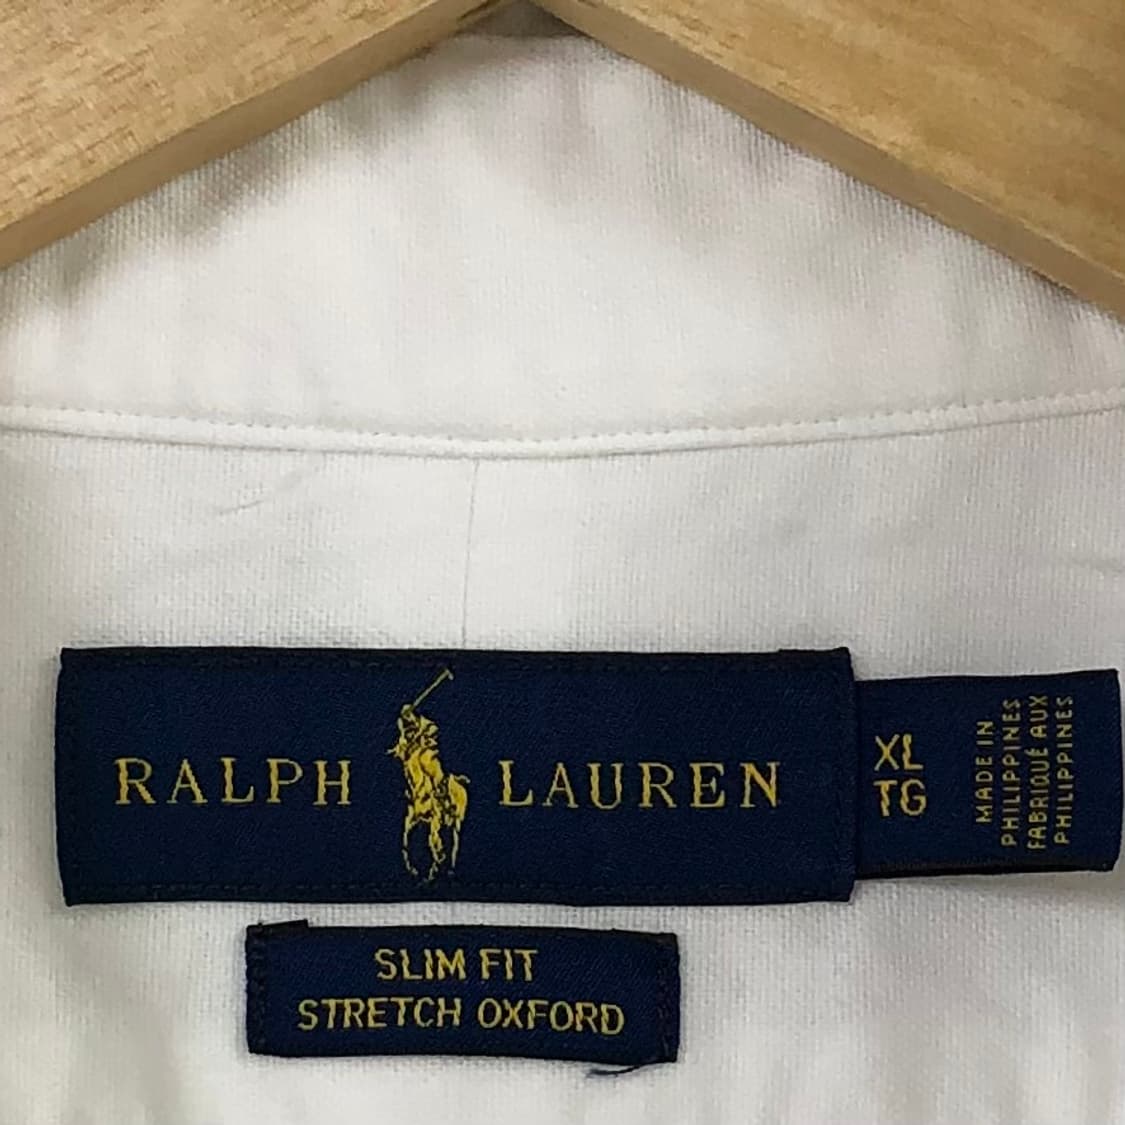 RALPH LAUREN
XL
TG
MADE IN
PHILIPPINES
FABRIQUÉ AUX
PHILIPPINES
SLIM FIT
STRETCH OXFORD